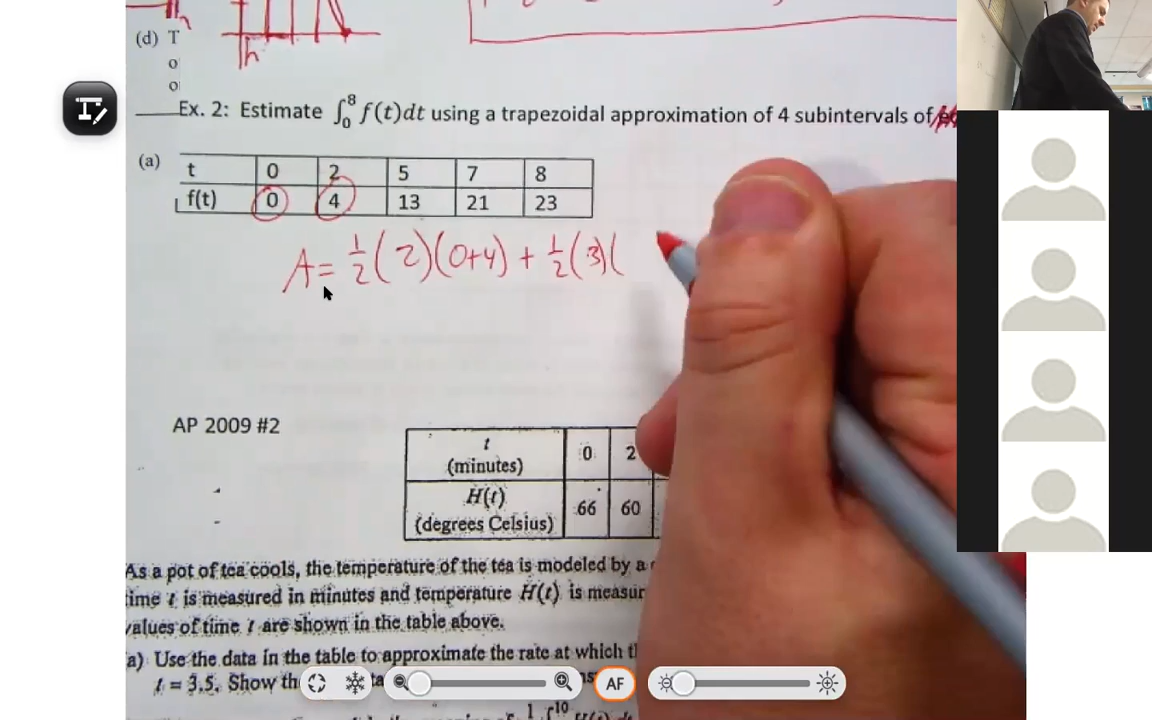 h
h
(d) T
o
o
Ex. 2: Estimate ∫₀⁸ f(t)dt using a trapezoidal approximation of 4 subintervals of
(a) t 0 2 5 7 8
f(t) 0 4 13 21 23
A = 1/2 (2)(0+4) + 1/2 (3)(
AP 2009 #2
t (minutes) 0 2
H(t) (degrees Celsius) 66 60
As a pot of tea cools, the temperature of the tea is modeled by a
time t is measured in minutes and temperature H(t) is measur
values of time t are shown in the table above.
a) Use the data in the table to approximate the rate at which t
t = 3.5. Show th ta
AF